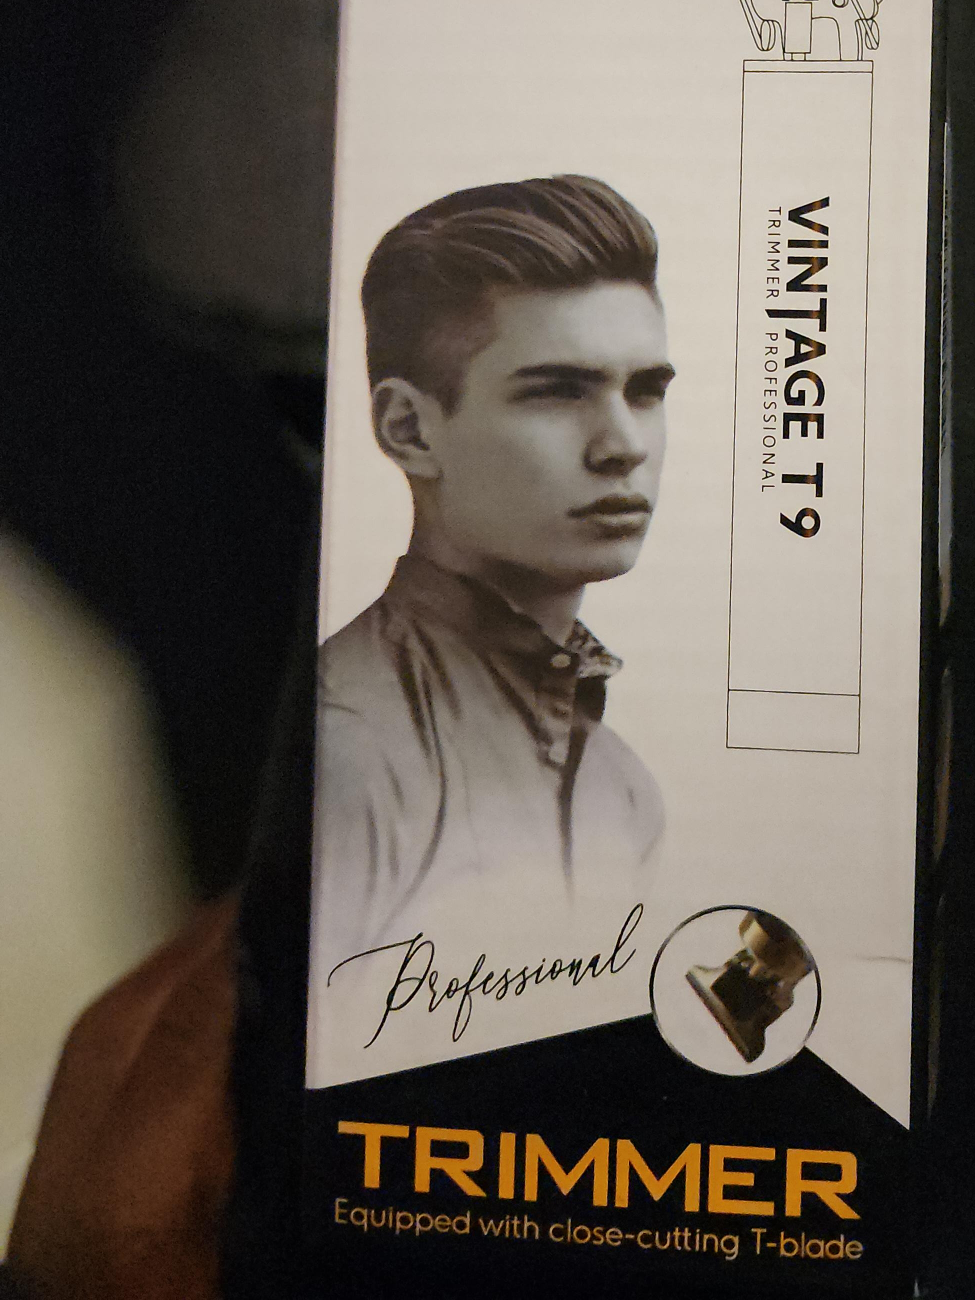 VINTAGE T9
TRIMMER PROFESSIONAL
Professional
TRIMMER
Equipped with close-cutting T-blade